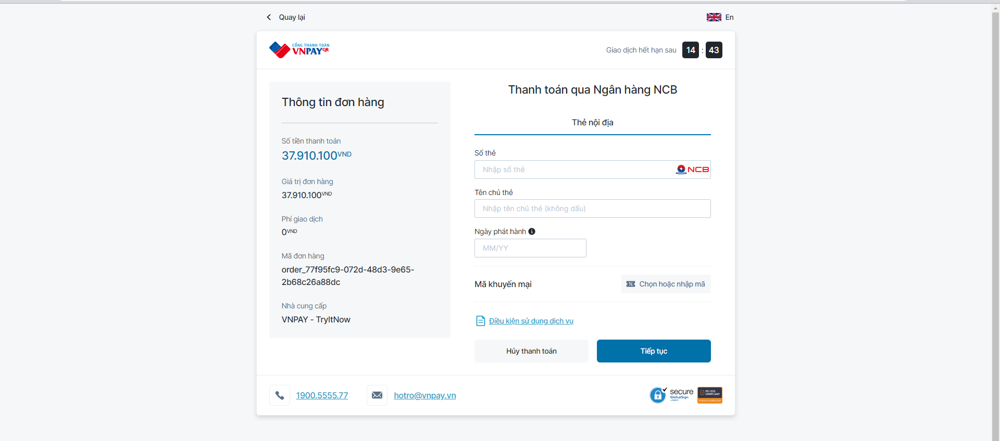 Quay lại
En
CỔNG THANH TOÁN
VNPAYQR
Giao dịch hết hạn sau 14 : 43
Thông tin đơn hàng
Số tiền thanh toán
37.910.100VND
Giá trị đơn hàng
37.910.100VND
Phí giao dịch
0VND
Mã đơn hàng
order_77f95fc9-072d-48d3-9e65-
2b68c26a88dc
Nhà cung cấp
VNPAY - TryItNow
Thanh toán qua Ngân hàng NCB
Thẻ nội địa
Số thẻ
Nhập số thẻ
NCB
Tên chủ thẻ
Nhập tên chủ thẻ (không dấu)
Ngày phát hành
MM/YY
Mã khuyến mại
Chọn hoặc nhập mã
Điều kiện sử dụng dịch vụ
Hủy thanh toán
Tiếp tục
1900.5555.77
hotro@vnpay.vn
secure
GlobalSign
PCI DSS
COMPLIANT